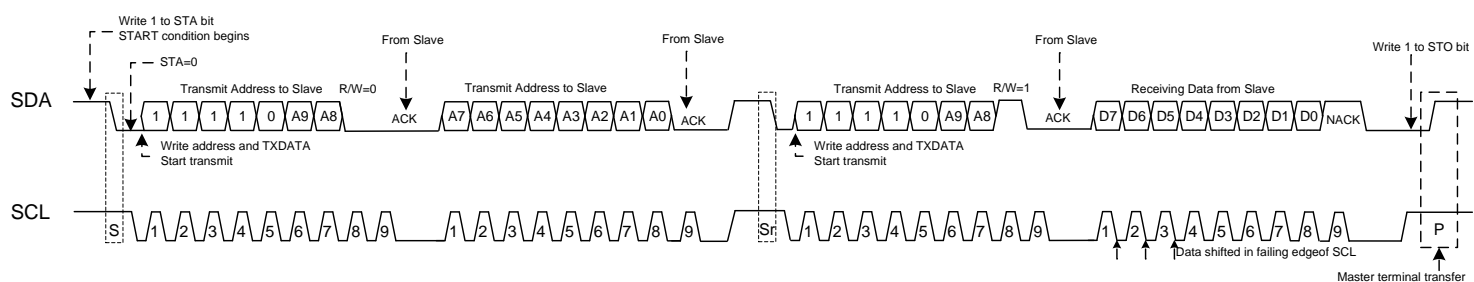 Write 1 to STA bit
START condition begins
STA=0
From Slave
From Slave
From Slave
Write 1 to STO bit
Transmit Address to Slave R/W=0
Transmit Address to Slave
Transmit Address to Slave R/W=1
Receiving Data from Slave
SDA
1 1 1 1 0 A9 A8 ACK A7 A6 A5 A4 A3 A2 A1 A0 ACK 1 1 1 1 0 A9 A8 ACK D7 D6 D5 D4 D3 D2 D1 D0 NACK
Write address and TXDATA
Start transmit
Write address and TXDATA
Start transmit
SCL
S 1 2 3 4 5 6 7 8 9 1 2 3 4 5 6 7 8 9 Sr 1 2 3 4 5 6 7 8 9 1 2 3 4 5 6 7 8 9 P
Data shifted in failing edgeof SCL
Master terminal transfer